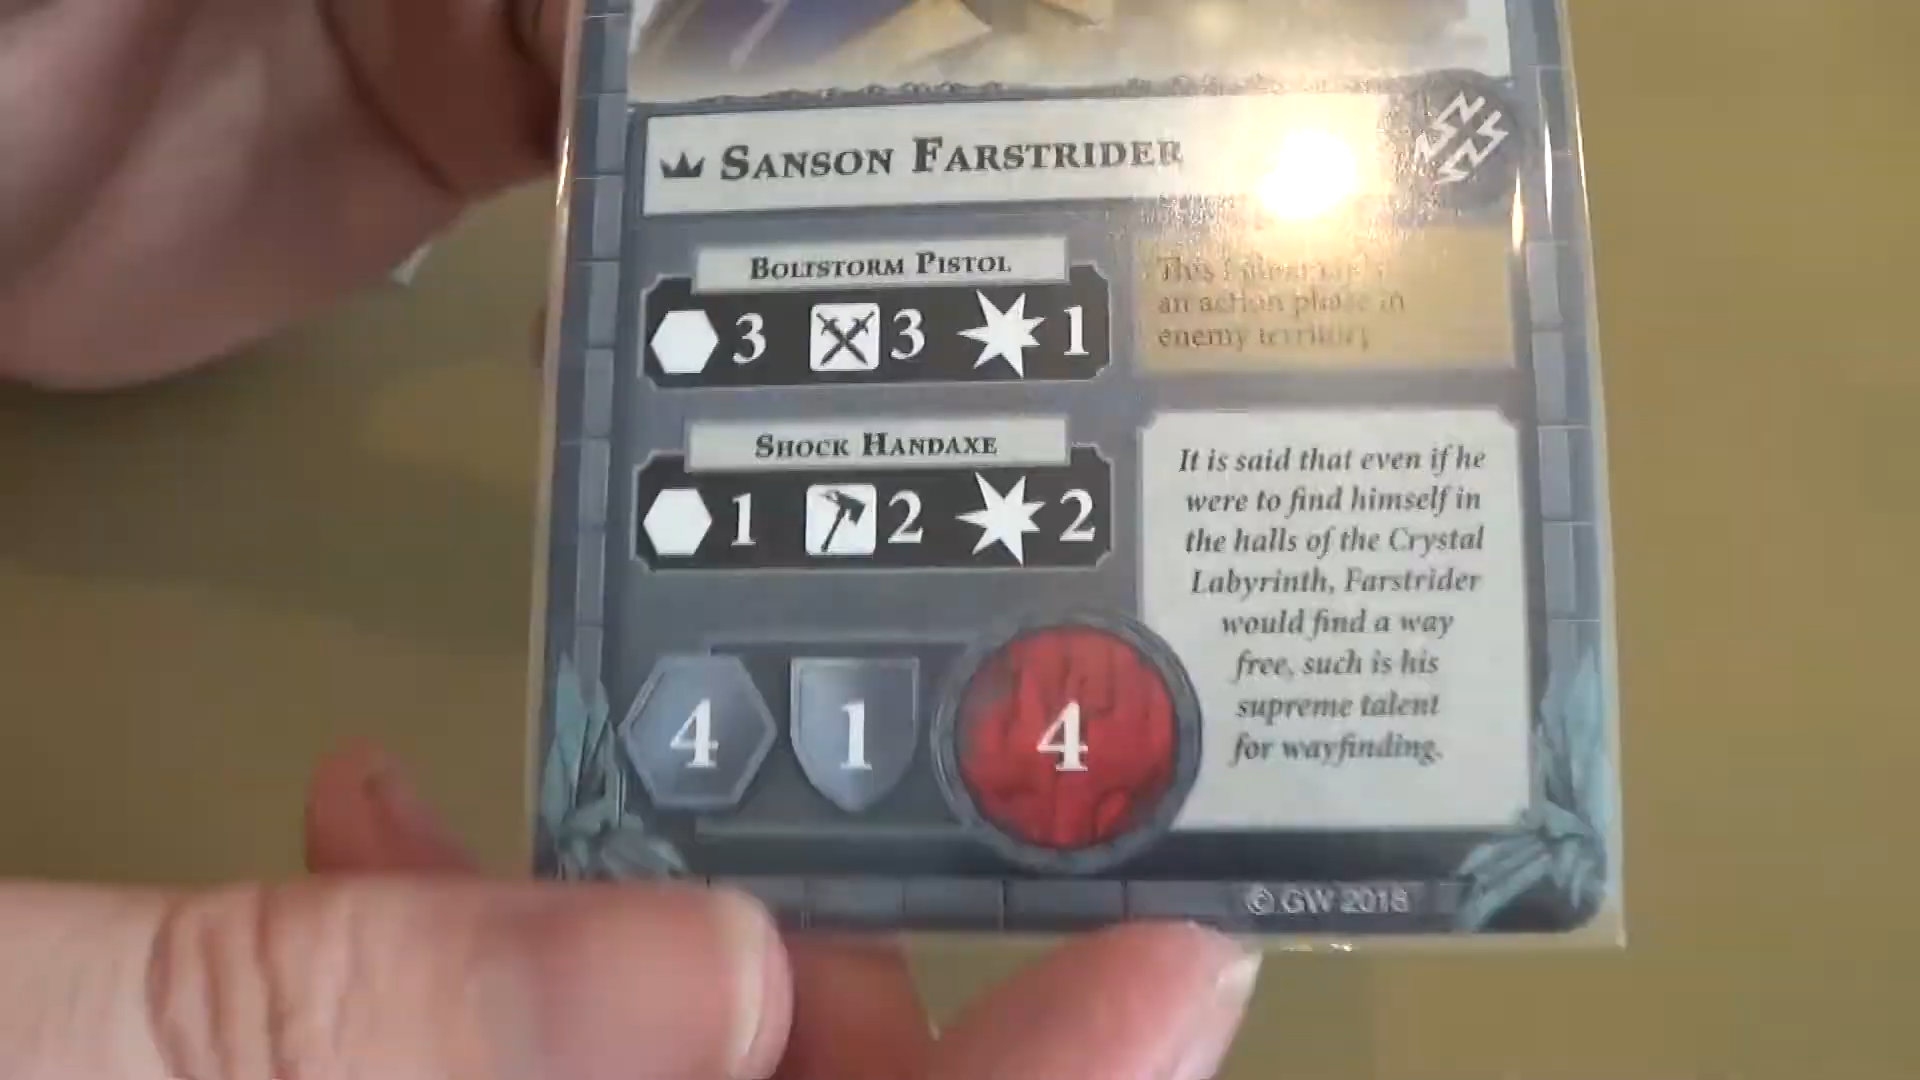 SANSON FARSTRIDER
BOLTSTORM PISTOL
3 3 1
This
an action phase in
enemy territory
SHOCK HANDAXE
1 2 2
4 1 4
It is said that even if he
were to find himself in
the halls of the Crystal
Labyrinth, Farstrider
would find a way
free, such is his
supreme talent
for wayfinding.
© GW 2018